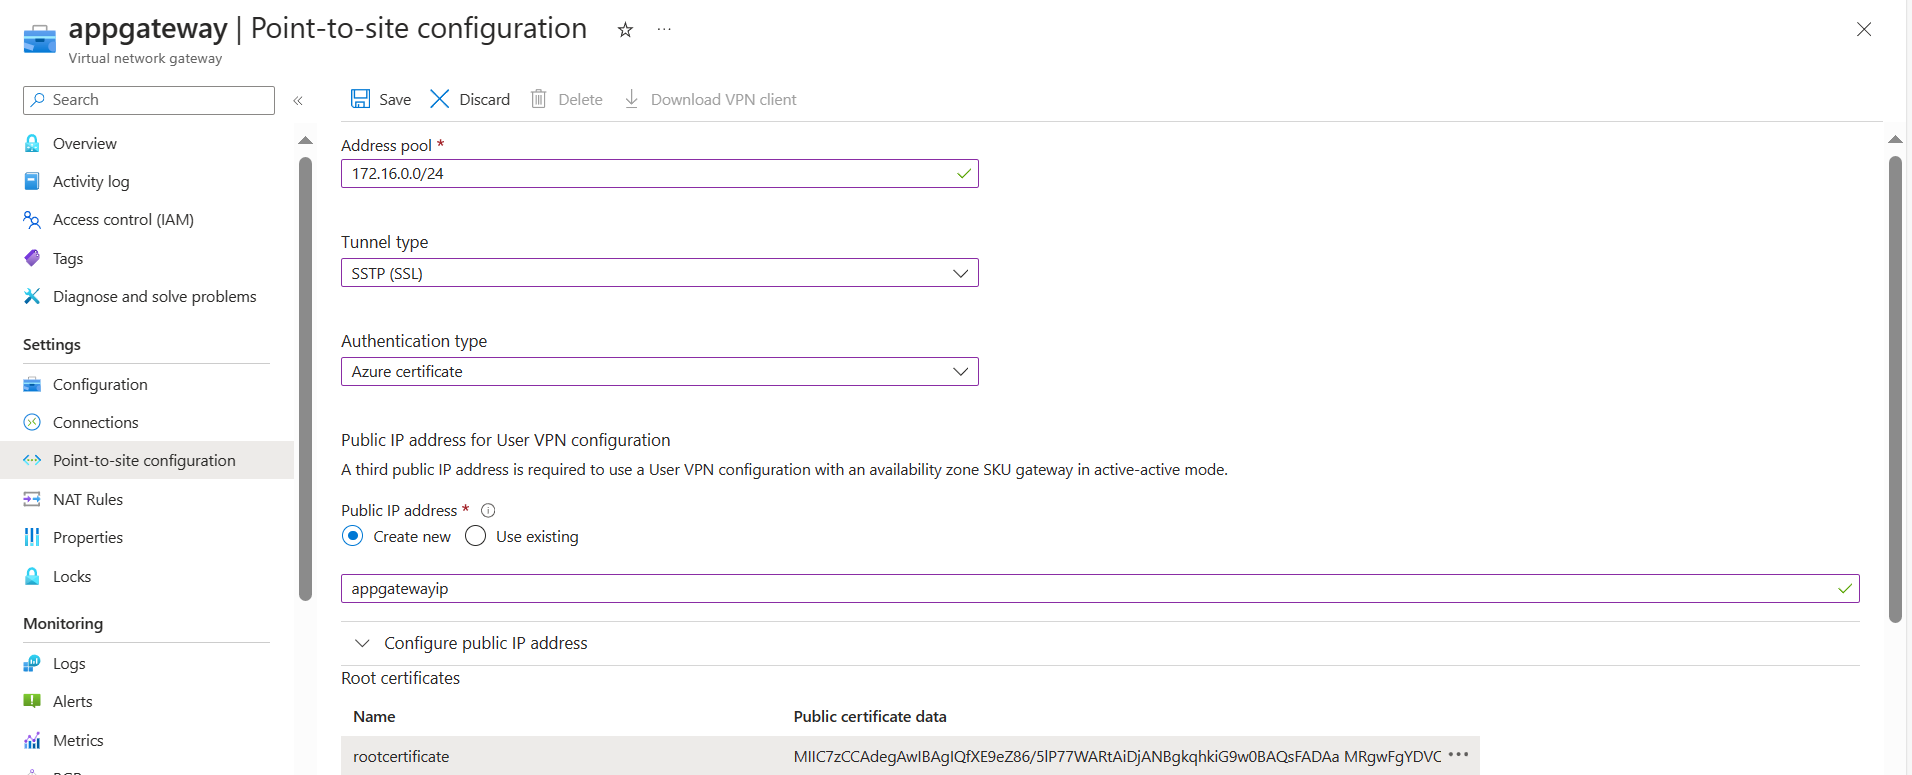 appgateway | Point-to-site configuration
Virtual network gateway
Search
Save Discard Delete Download VPN client
Overview
Activity log
Access control (IAM)
Tags
Diagnose and solve problems
Settings
Configuration
Connections
Point-to-site configuration
NAT Rules
Properties
Locks
Monitoring
Logs
Alerts
Metrics
Address pool *
172.16.0.0/24
Tunnel type
SSTP (SSL)
Authentication type
Azure certificate
Public IP address for User VPN configuration
A third public IP address is required to use a User VPN configuration with an availability zone SKU gateway in active-active mode.
Public IP address *
Create new Use existing
appgatewayip
Configure public IP address
Root certificates
Name Public certificate data
rootcertificate MIIC7zCCAdegAwIBAgIQfXE9eZ86/5lP77WARtAiDjANBgkqhkiG9w0BAQsFADAa MRgwFgYDVC